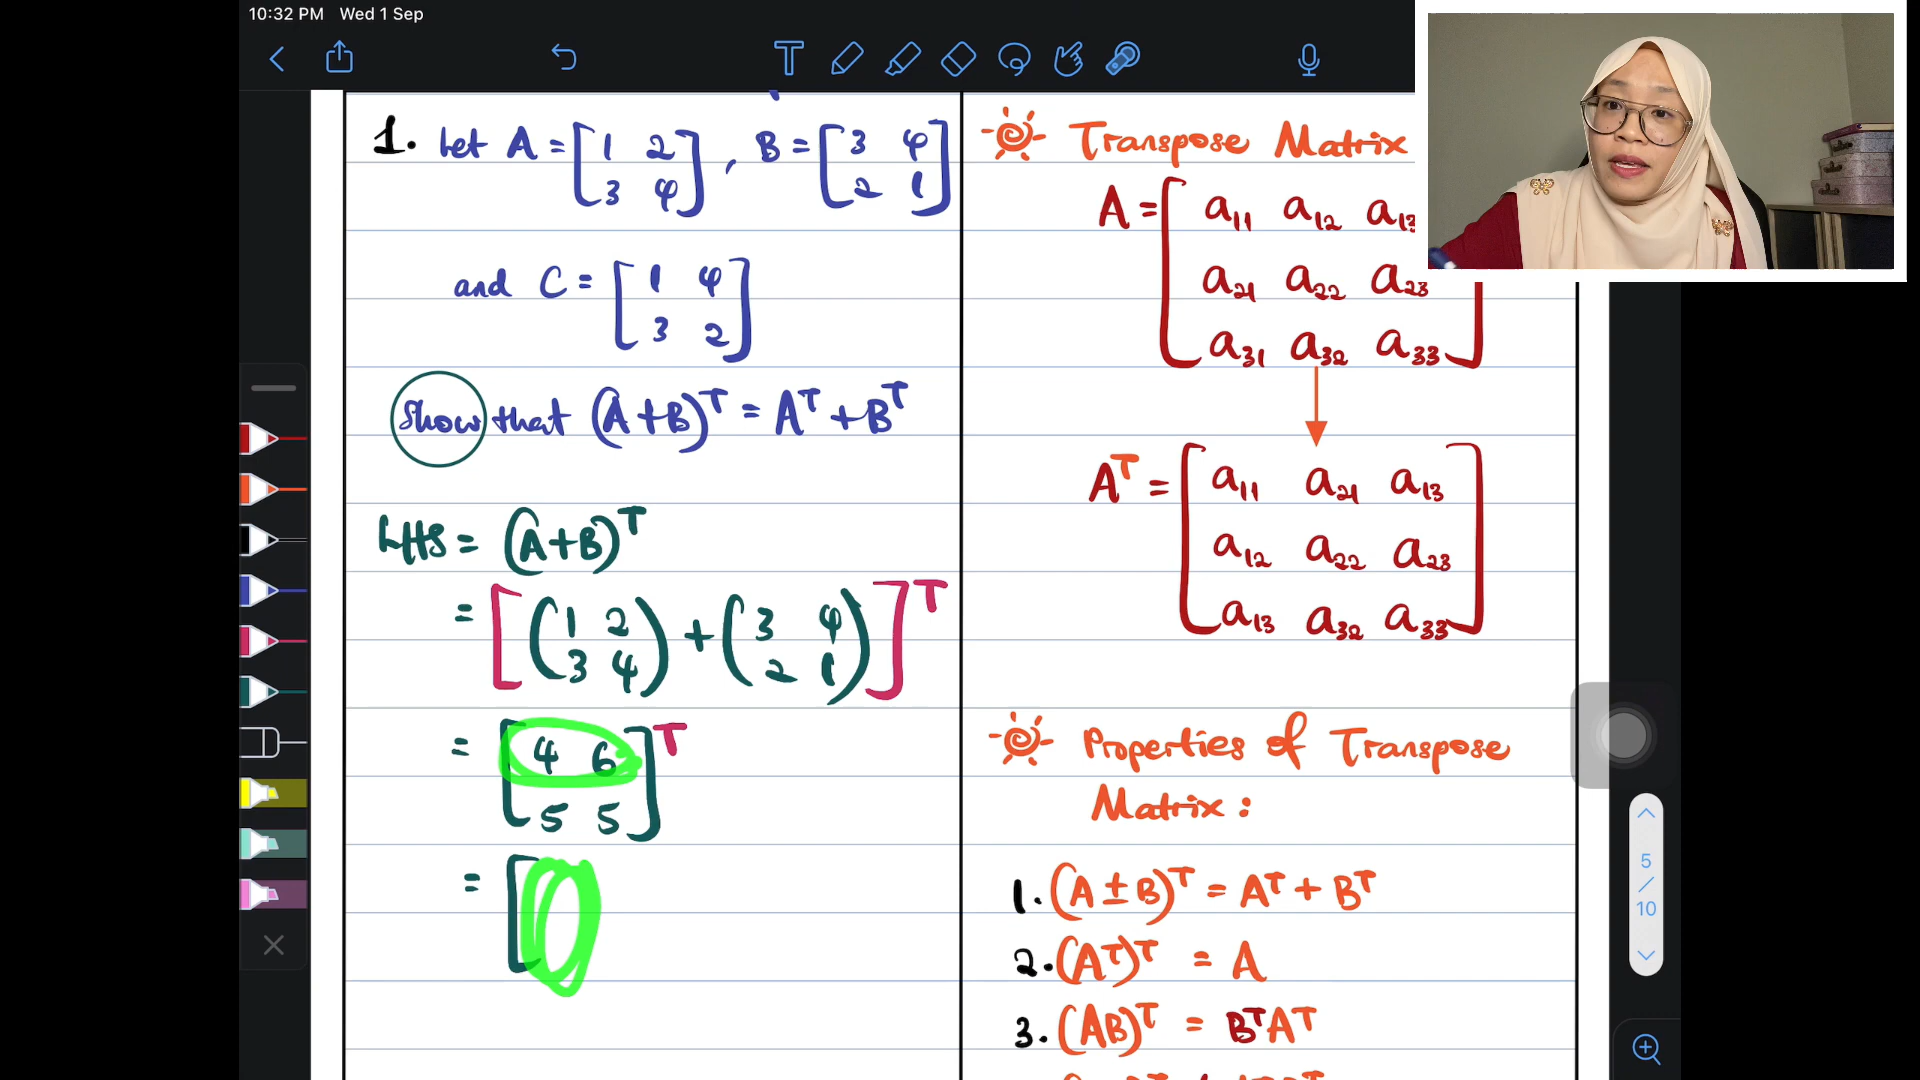 10:32 PM Wed 1 Sep
1. Let A = [1 2 3 4], B = [3 4 2 1]
and C = [1 4 3 2]
Show that (A+B)ᵀ = Aᵀ + Bᵀ
LHS = (A+B)ᵀ
= [(1 2 3 4) + (3 4 2 1)]ᵀ
= [4 6 5 5]ᵀ
= [
Transpose Matrix
A = [a₁₁ a₁₂ a₁₃
a₂₁ a₂₂ a₂₃
a₃₁ a₃₂ a₃₃]
Aᵀ = [a₁₁ a₂₁ a₁₃
a₁₂ a₂₂ a₂₃
a₁₃ a₃₂ a₃₃]
Properties of Transpose
Matrix:
1. (A ± B)ᵀ = Aᵀ + Bᵀ
2. (Aᵀ)ᵀ = A
3. (AB)ᵀ = BᵀAᵀ
5
/
10